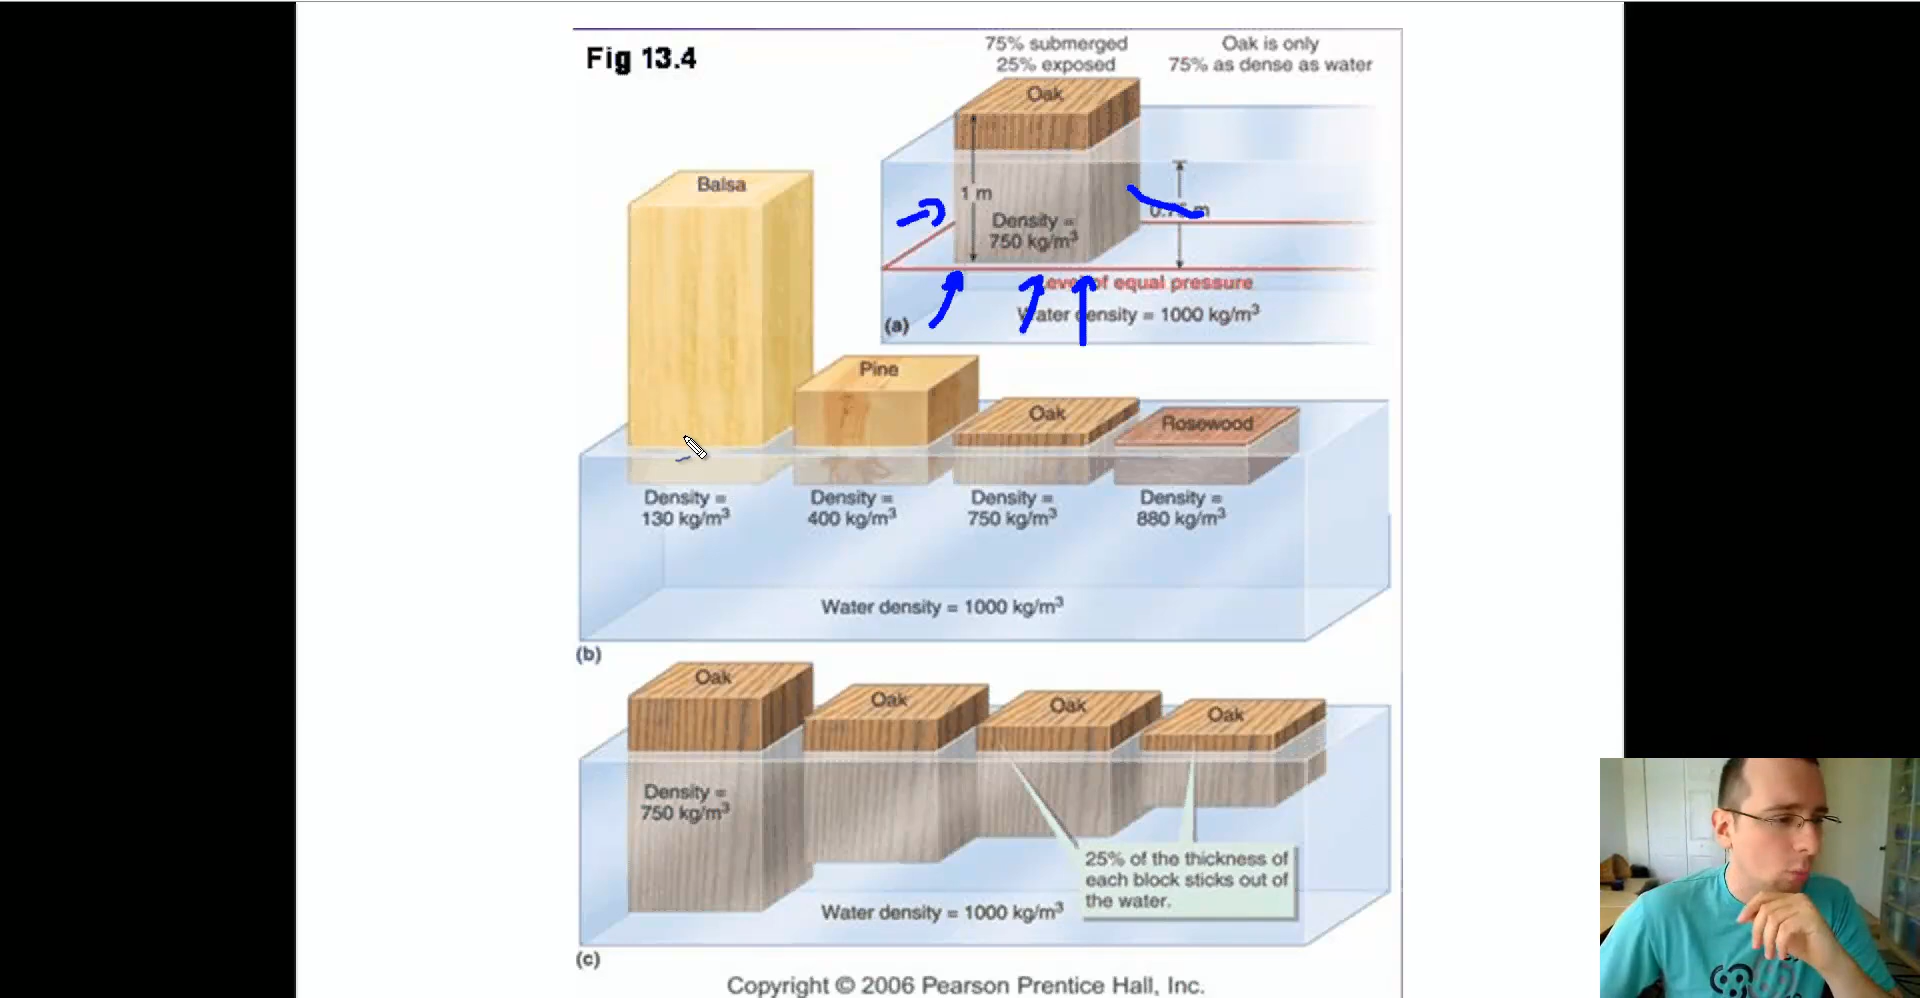 Fig 13.4
75% submerged
25% exposed
Oak is only
75% as dense as water
Oak
1 m
Density =
750 kg/m³
Level of equal pressure
Water density = 1000 kg/m³
(a)
Balsa
Pine
Oak
Rosewood
Density =
130 kg/m³
Density =
400 kg/m³
Density =
750 kg/m³
Density =
880 kg/m³
Water density = 1000 kg/m³
(b)
Oak
Oak
Oak
Oak
Density =
750 kg/m³
25% of the thickness of
each block sticks out of
the water.
Water density = 1000 kg/m³
(c)
Copyright © 2006 Pearson Prentice Hall, Inc.